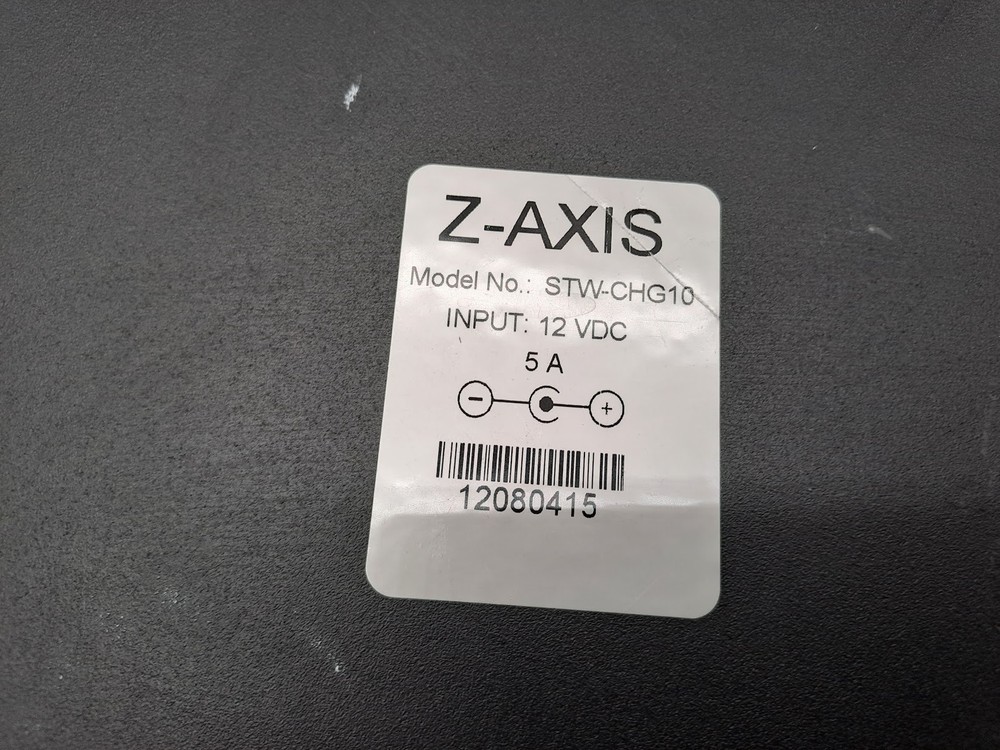 Z-AXIS
Model No.: STW-CHG10
INPUT: 12 VDC
5 A
- +
12080415